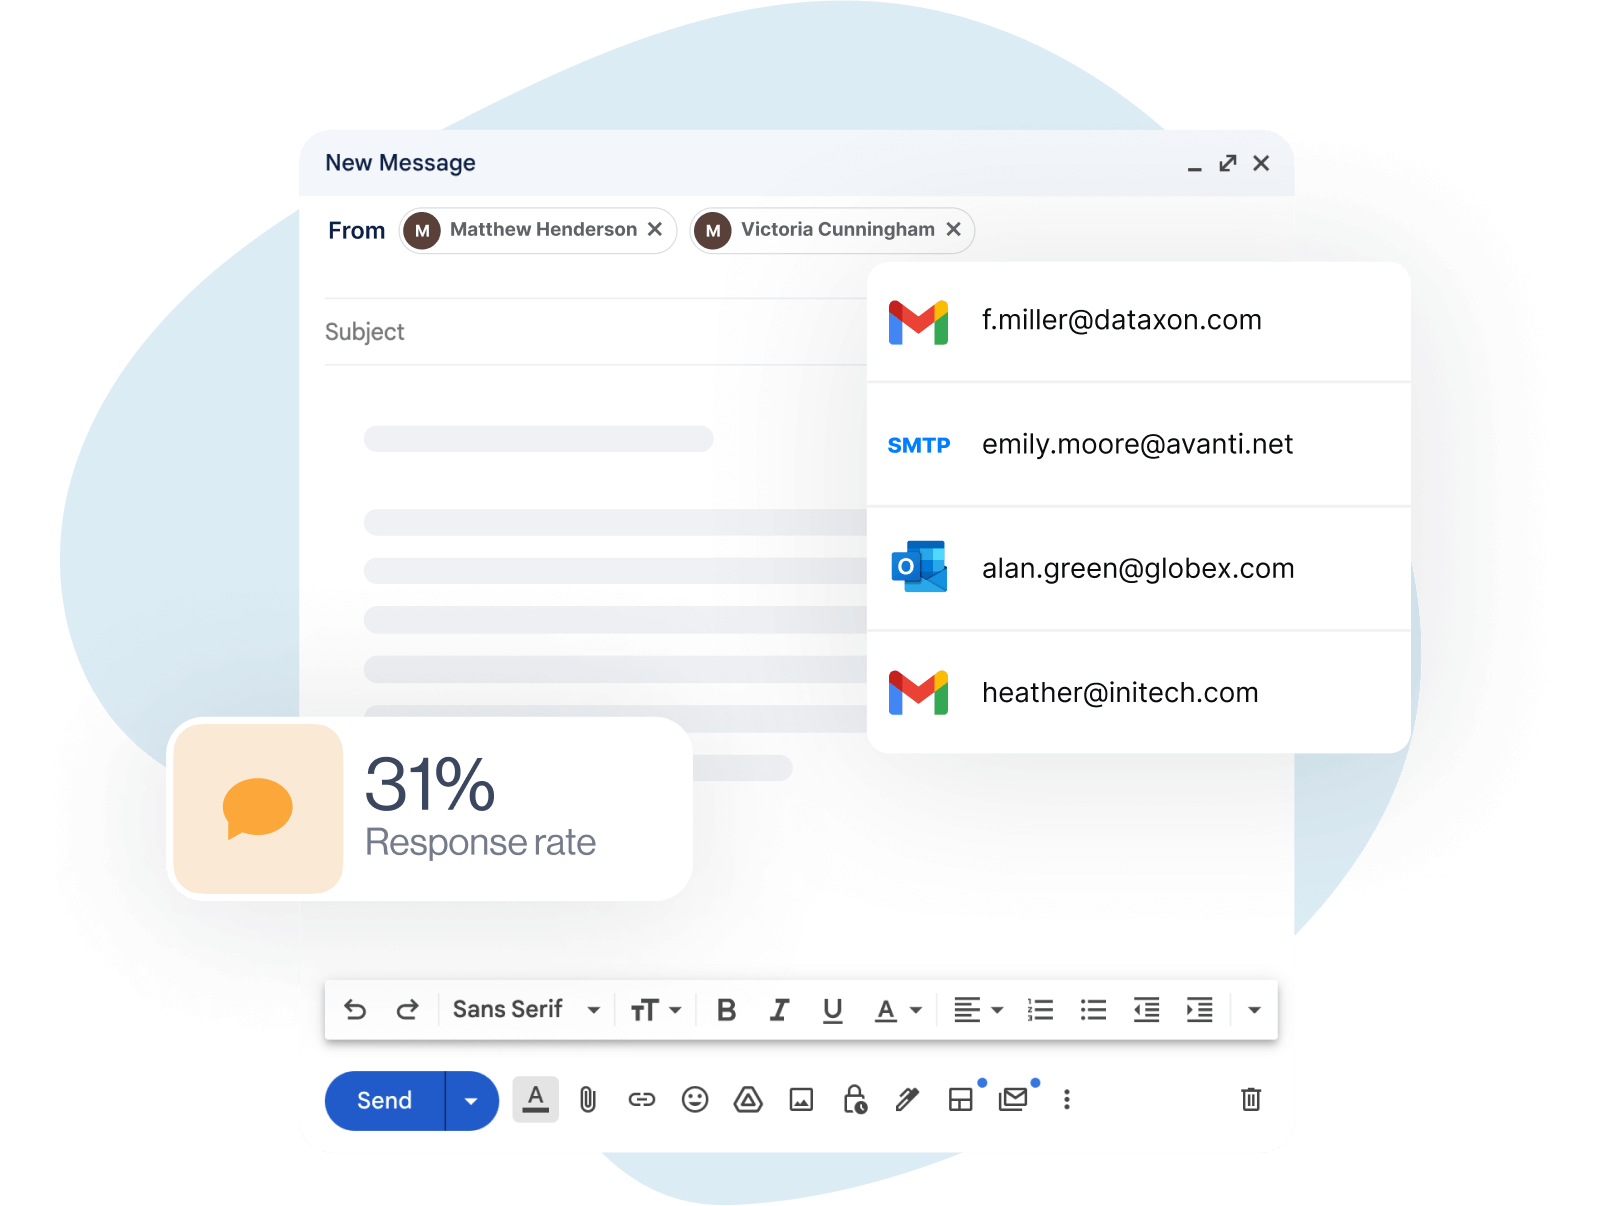 New Message
From M Matthew Henderson M Victoria Cunningham
Subject
f.miller@dataxon.com
SMTP emily.moore@avanti.net
O alan.green@globex.com
heather@initech.com
31%
Response rate
Sans Serif TT B I U A
Send A